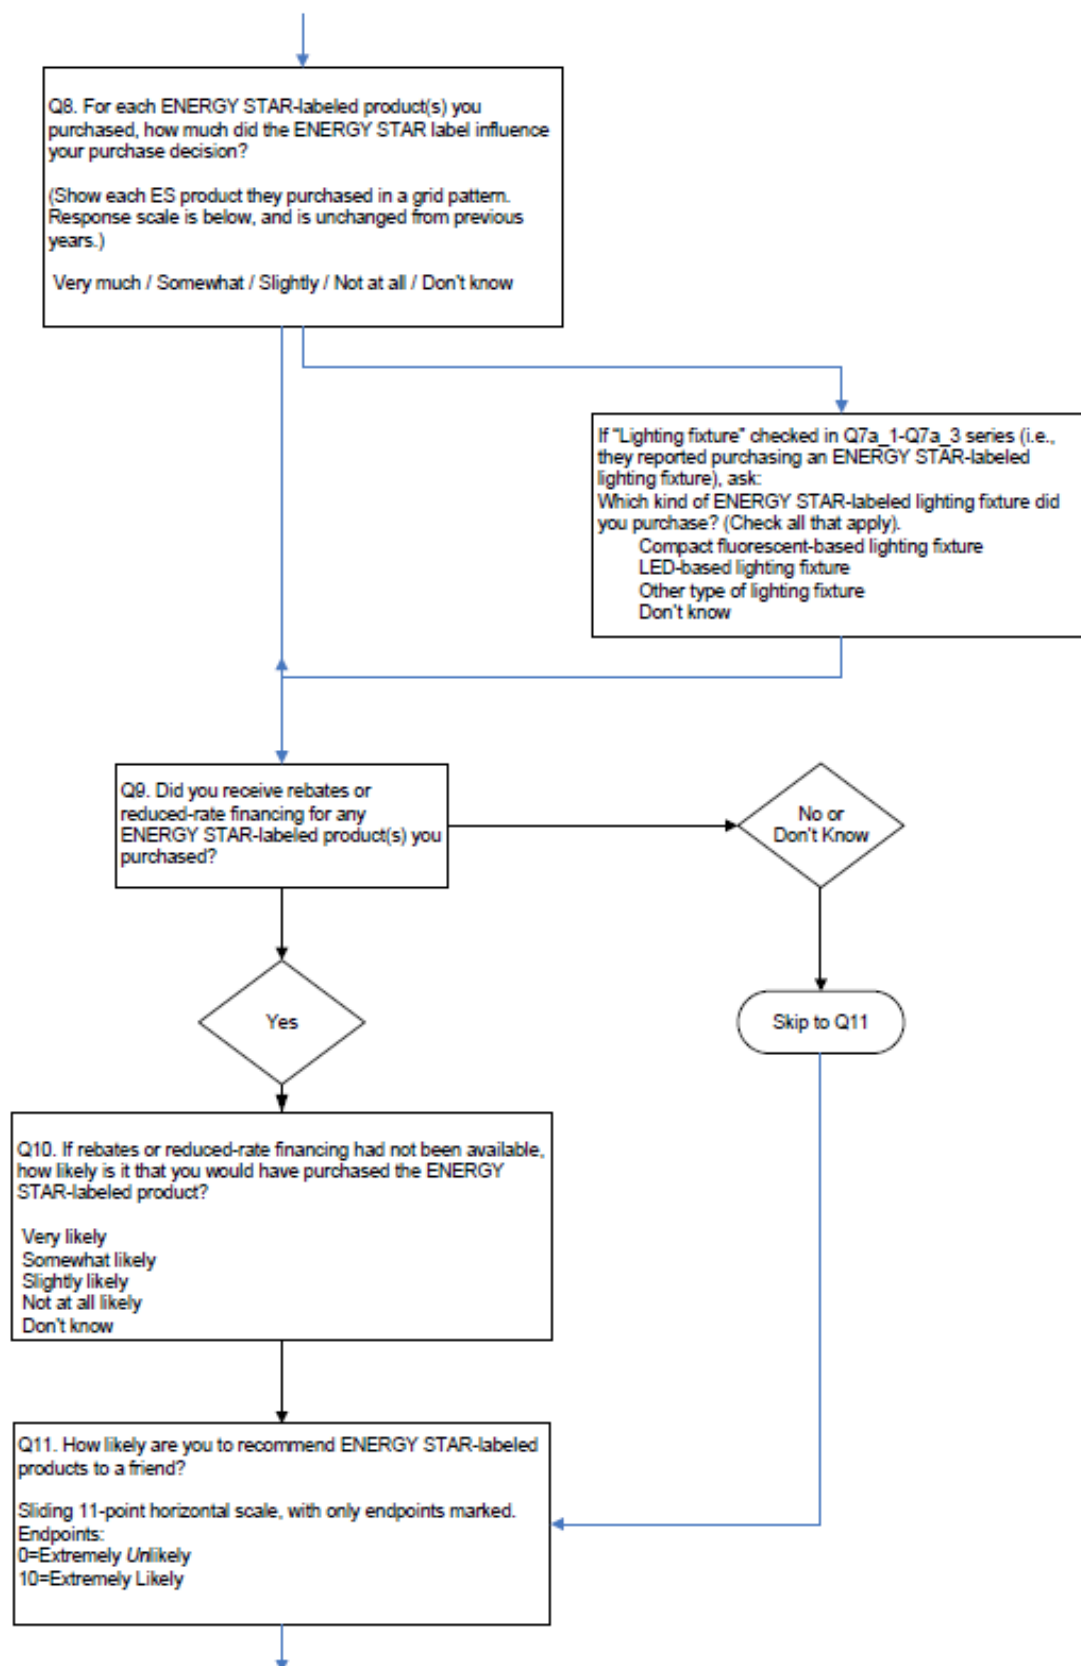 Q8. For each ENERGY STAR-labeled product(s) you
purchased, how much did the ENERGY STAR label influence
your purchase decision?
(Show each ES product they purchased in a grid pattern.
Response scale is below, and is unchanged from previous
years.)
Very much / Somewhat / Slightly / Not at all / Don't know
If "Lighting fixture" checked in Q7a_1-Q7a_3 series (i.e.,
they reported purchasing an ENERGY STAR-labeled
lighting fixture), ask:
Which kind of ENERGY STAR-labeled lighting fixture did
you purchase? (Check all that apply).
Compact fluorescent-based lighting fixture
LED-based lighting fixture
Other type of lighting fixture
Don't know
Q9. Did you receive rebates or
reduced-rate financing for any
ENERGY STAR-labeled product(s) you
purchased?
No or
Don't Know
Yes
Skip to Q11
Q10. If rebates or reduced-rate financing had not been available,
how likely is it that you would have purchased the ENERGY
STAR-labeled product?
Very likely
Somewhat likely
Slightly likely
Not at all likely
Don't know
Q11. How likely are you to recommend ENERGY STAR-labeled
products to a friend?
Sliding 11-point horizontal scale, with only endpoints marked.
Endpoints:
0=Extremely Unlikely
10=Extremely Likely